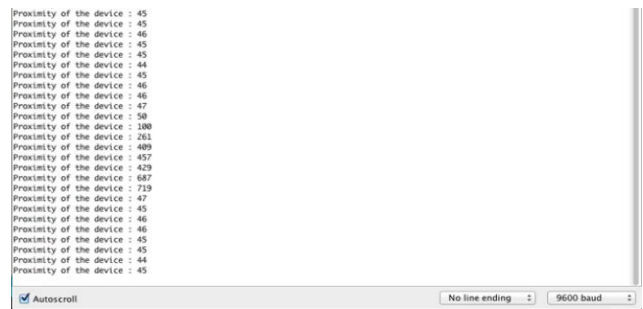 Proximity of the device : 45
Proximity of the device : 45
Proximity of the device : 46
Proximity of the device : 45
Proximity of the device : 45
Proximity of the device : 44
Proximity of the device : 45
Proximity of the device : 46
Proximity of the device : 46
Proximity of the device : 47
Proximity of the device : 50
Proximity of the device : 100
Proximity of the device : 261
Proximity of the device : 409
Proximity of the device : 457
Proximity of the device : 429
Proximity of the device : 687
Proximity of the device : 719
Proximity of the device : 47
Proximity of the device : 45
Proximity of the device : 46
Proximity of the device : 46
Proximity of the device : 45
Proximity of the device : 45
Proximity of the device : 44
Proximity of the device : 45
Autoscroll No line ending 9600 baud